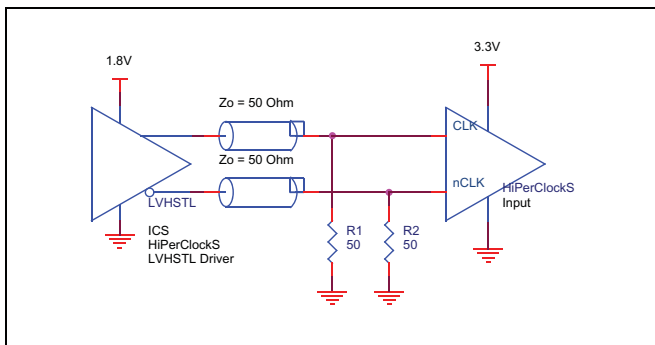 1.8V
3.3V
Zo = 50 Ohm
CLK
Zo = 50 Ohm
nCLK
HiPerClockS
Input
LVHSTL
ICS
HiPerClockS
LVHSTL Driver
R1
50
R2
50